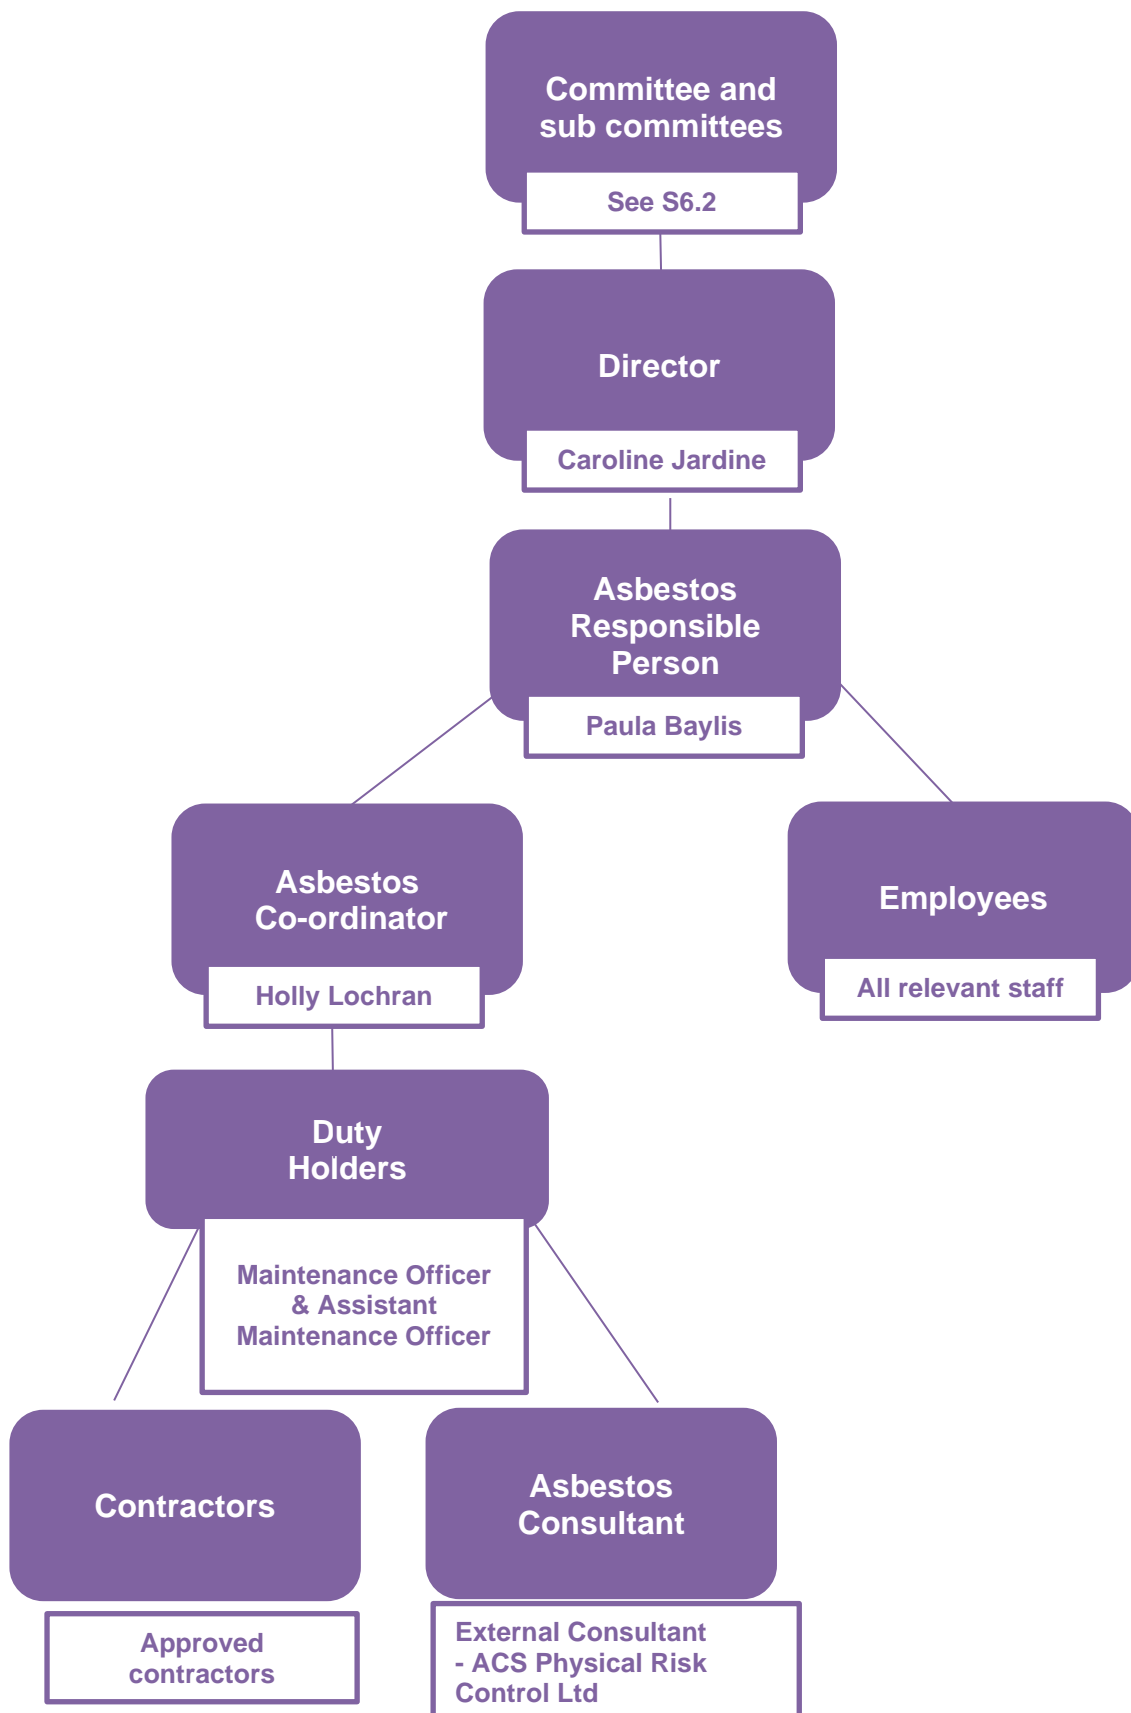 Committee and
sub committees
See S6.2
Director
Caroline Jardine
Asbestos
Responsible
Person
Paula Baylis
Asbestos
Co-ordinator
Holly Lochran
Employees
All relevant staff
Duty
Holders
Maintenance Officer
& Assistant
Maintenance Officer
Contractors
Approved
contractors
Asbestos
Consultant
External Consultant
- ACS Physical Risk
Control Ltd